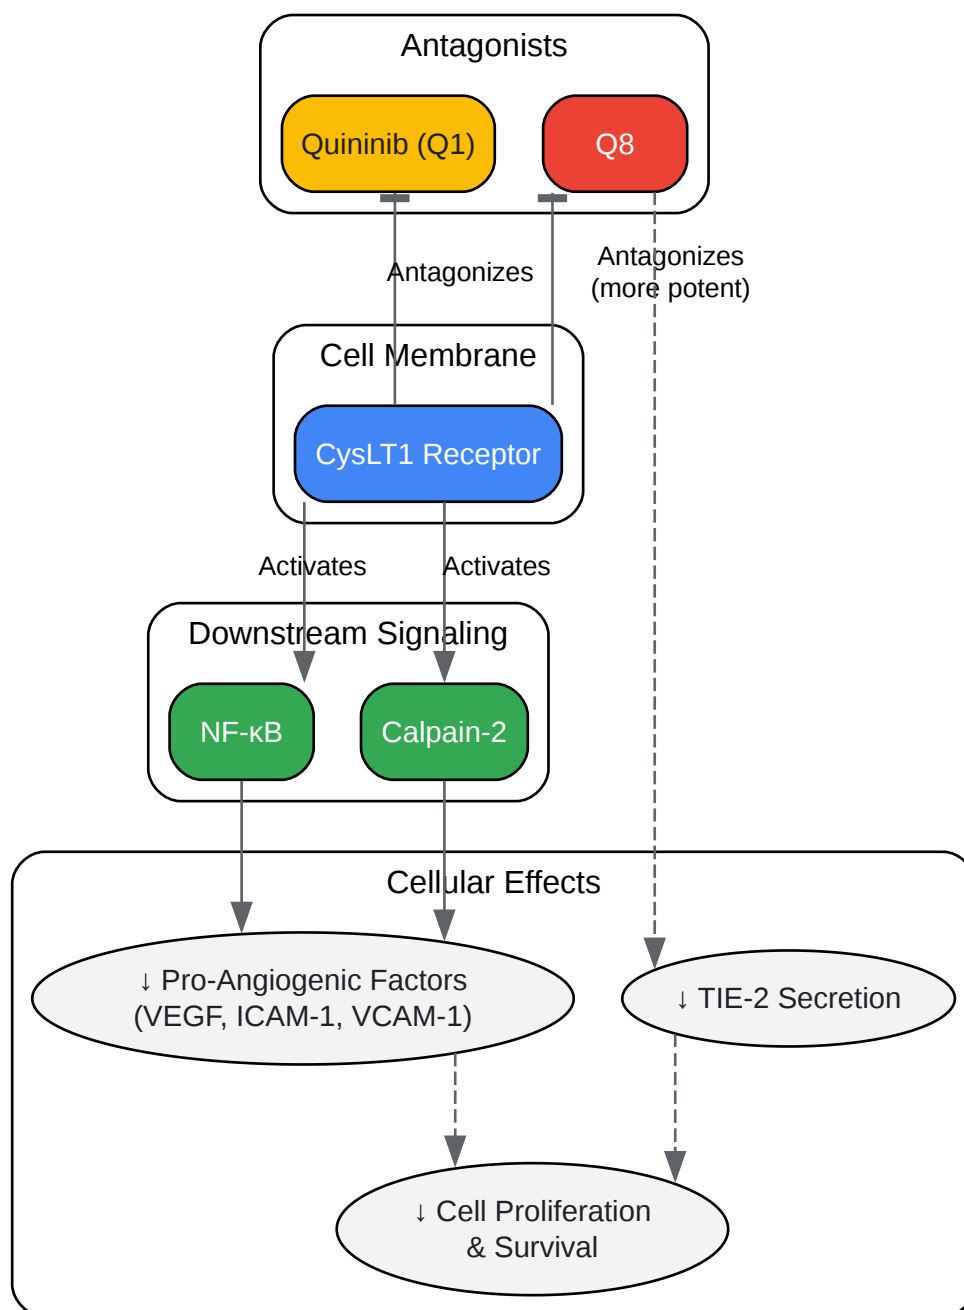 Antagonists
Quininib (Q1)
Q8
Antagonizes
Antagonizes
(more potent)
Cell Membrane
CysLT1 Receptor
Activates
Activates
Downstream Signaling
NF-κB
Calpain-2
Cellular Effects
↓ Pro-Angiogenic Factors
(VEGF, ICAM-1, VCAM-1)
↓ TIE-2 Secretion
↓ Cell Proliferation
& Survival